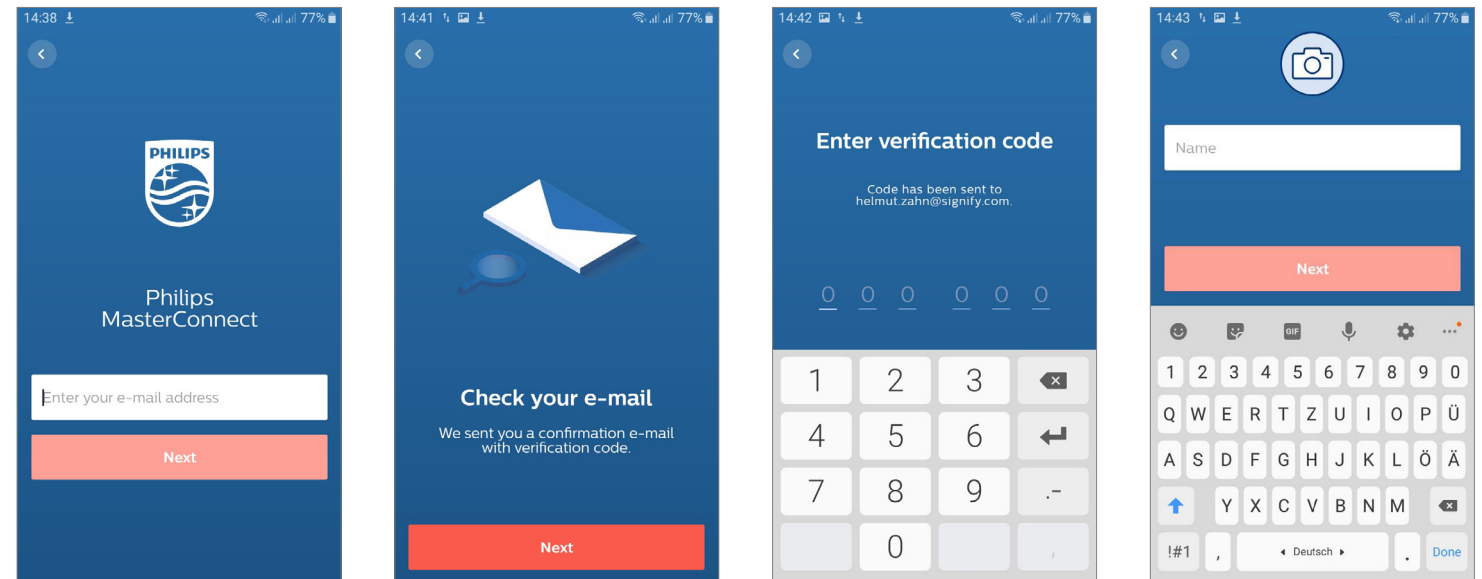 14:38 77%
PHILIPS
Philips
MasterConnect
Enter your e-mail address
Next
14:41 77%
Check your e-mail
We sent you a confirmation e-mail
with verification code.
Next
14:42 77%
Enter verification code
Code has been sent to
helmut.zahn@signify.com.
0 0 0 0 0 0
1 2 3
4 5 6
7 8 9 .-
0 ,
14:43 77%
Name
Next
GIF
1 2 3 4 5 6 7 8 9 0
Q W E R T Z U I O P Ü
A S D F G H J K L Ö Ä
Y X C V B N M
!#1 , Deutsch . Done